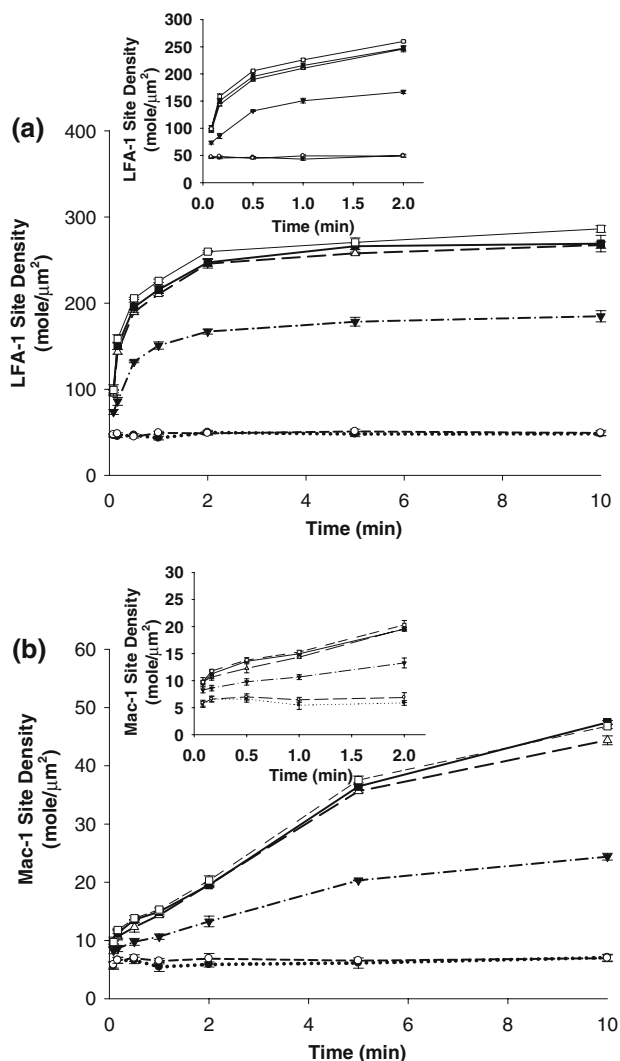 (a)
LFA-1 Site Density
(mole/μm²)
300
250
200
150
100
50
0
0.0 0.5 1.0 1.5 2.0
Time (min)
LFA-1 Site Density
(mole/μm²)
400
300
200
100
0
0 2 4 6 8 10
Time (min)
(b)
Mac-1 Site Density
(mole/μm²)
30
25
20
15
10
5
0
0.0 0.5 1.0 1.5 2.0
Time (min)
Mac-1 Site Density
(mole/μm²)
60
50
40
30
20
10
0
0 2 4 6 8 10
Time (min)